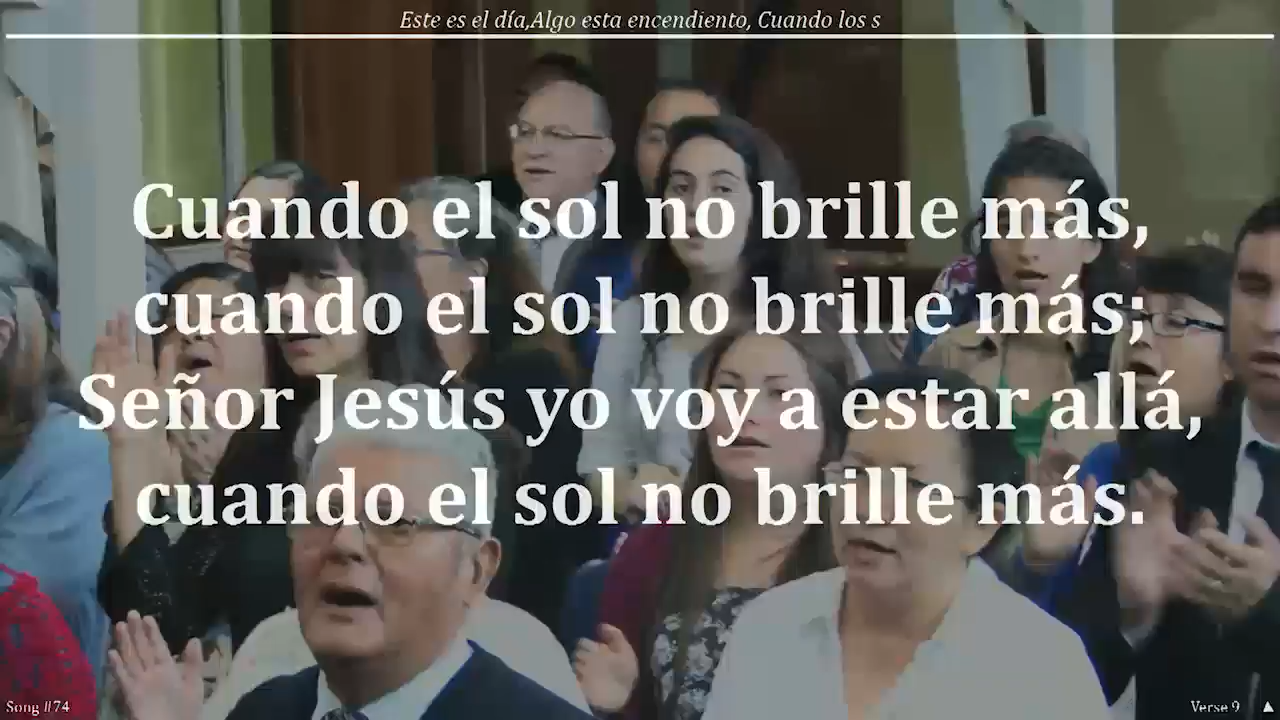 Este es el día,Algo esta encendiento, Cuando los s
Cuando el sol no brille más,
cuando el sol no brille más;
Señor Jesús yo voy a estar allá,
cuando el sol no brille más.
Song #74
Verse 9 ▲